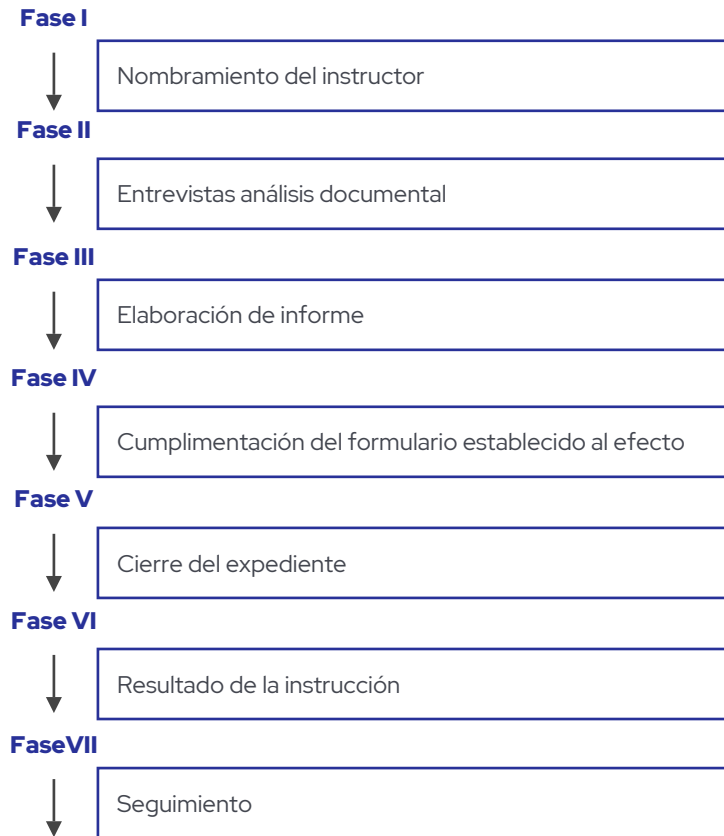 Fase I
Nombramiento del instructor
Fase II
Entrevistas análisis documental
Fase III
Elaboración de informe
Fase IV
Cumplimentación del formulario establecido al efecto
Fase V
Cierre del expediente
Fase VI
Resultado de la instrucción
FaseVII
Seguimiento